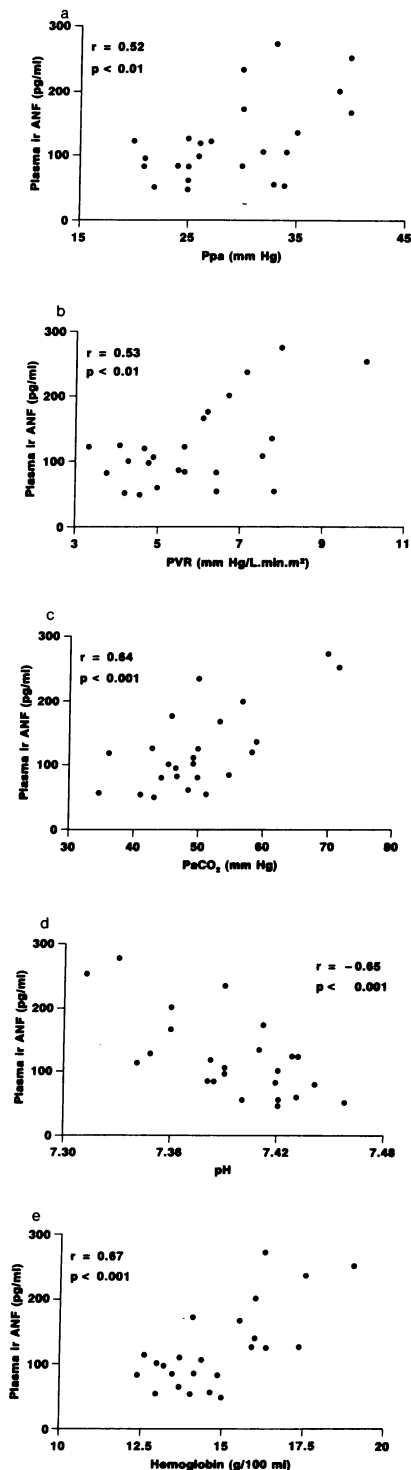 a
r = 0.52
p < 0.01
Plasma ir ANF (pg/ml)
300
200
100
0
15
25
35
45
Ppa (mm Hg)
b
r = 0.53
p < 0.01
Plasma ir ANF (pg/ml)
300
200
100
0
3
5
7
9
11
PVR (mm Hg/L.min.m²)
c
r = 0.64
p < 0.001
Plasma ir ANF (pg/ml)
300
200
100
0
30
40
50
60
70
80
PaCO₂ (mm Hg)
d
r = -0.65
p < 0.001
Plasma ir ANF (pg/ml)
300
200
100
0
7.30
7.36
7.42
7.48
pH
e
r = 0.67
p < 0.001
Plasma ir ANF (pg/ml)
300
200
100
0
10
12.5
15
17.5
20
Hemoglobin (g/100 ml)